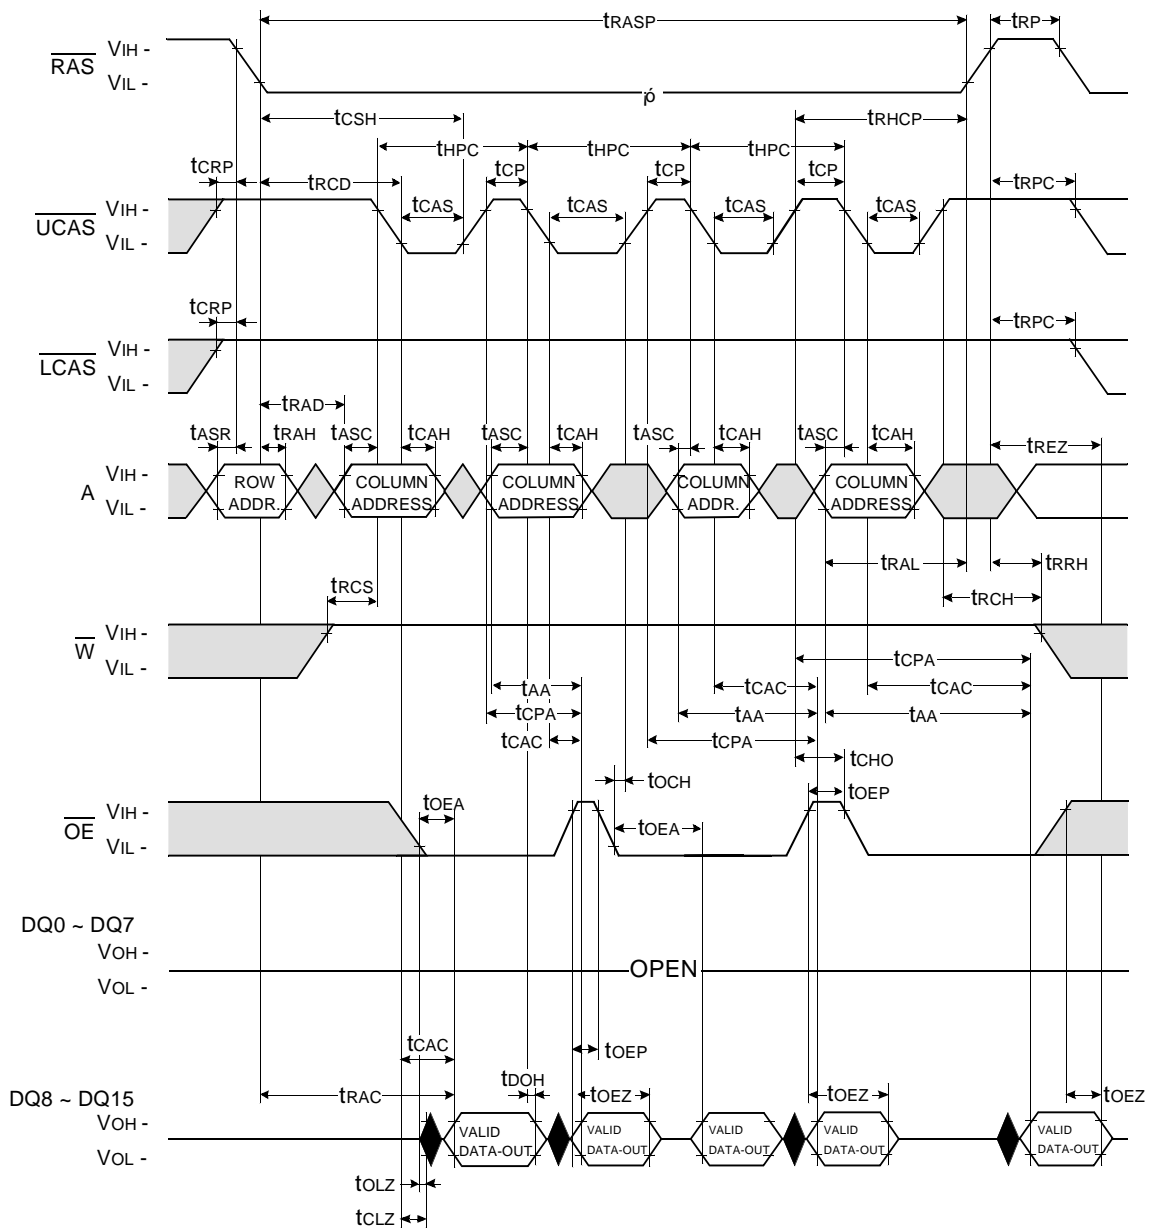 tRASP
tRP
RAS
VIH -
VIL -
ìó
tCSH
tRHCP
tHPC
tHPC
tHPC
tCRP
tRCD
tCP
tCP
tCP
tRPC
tCAS
tCAS
tCAS
tCAS
UCAS
VIH -
VIL -
tCRP
tRPC
LCAS
VIH -
VIL -
tRAD
tASR
tRAH
tASC
tCAH
tASC
tCAH
tASC
tCAH
tASC
tCAH
tREZ
A
VIH -
VIL -
ROW
ADDR.
COLUMN
ADDRESS
COLUMN
ADDRESS
COLUMN
ADDR.
COLUMN
ADDRESS
tRAL
tRRH
tRCS
tRCH
W
VIH -
VIL -
tCPA
tAA
tCAC
tCAC
tCPA
tAA
tAA
tCAC
tCPA
tCHO
tOCH
tOEP
tOEA
tOEA
OE
VIH -
VIL -
DQ0 ~ DQ7
VOH -
VOL -
OPEN
tCAC
tOEP
tDOH
tRAC
tOEZ
tOEZ
tOEZ
DQ8 ~ DQ15
VOH -
VOL -
VALID
DATA-OUT
VALID
DATA-OUT
VALID
DATA-OUT
VALID
DATA-OUT
VALID
DATA-OUT
tOLZ
tCLZ